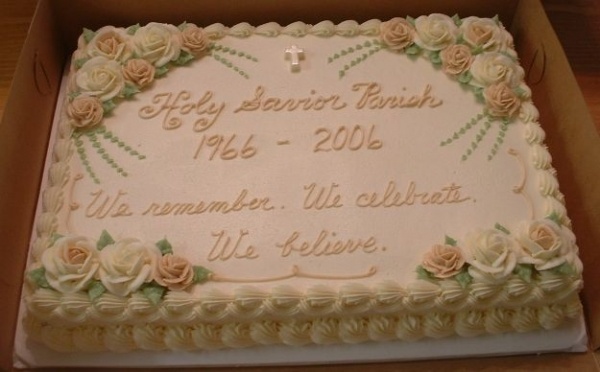 Holy Savior Parish
1966 - 2006
We remember. We celebrate.
We believe.